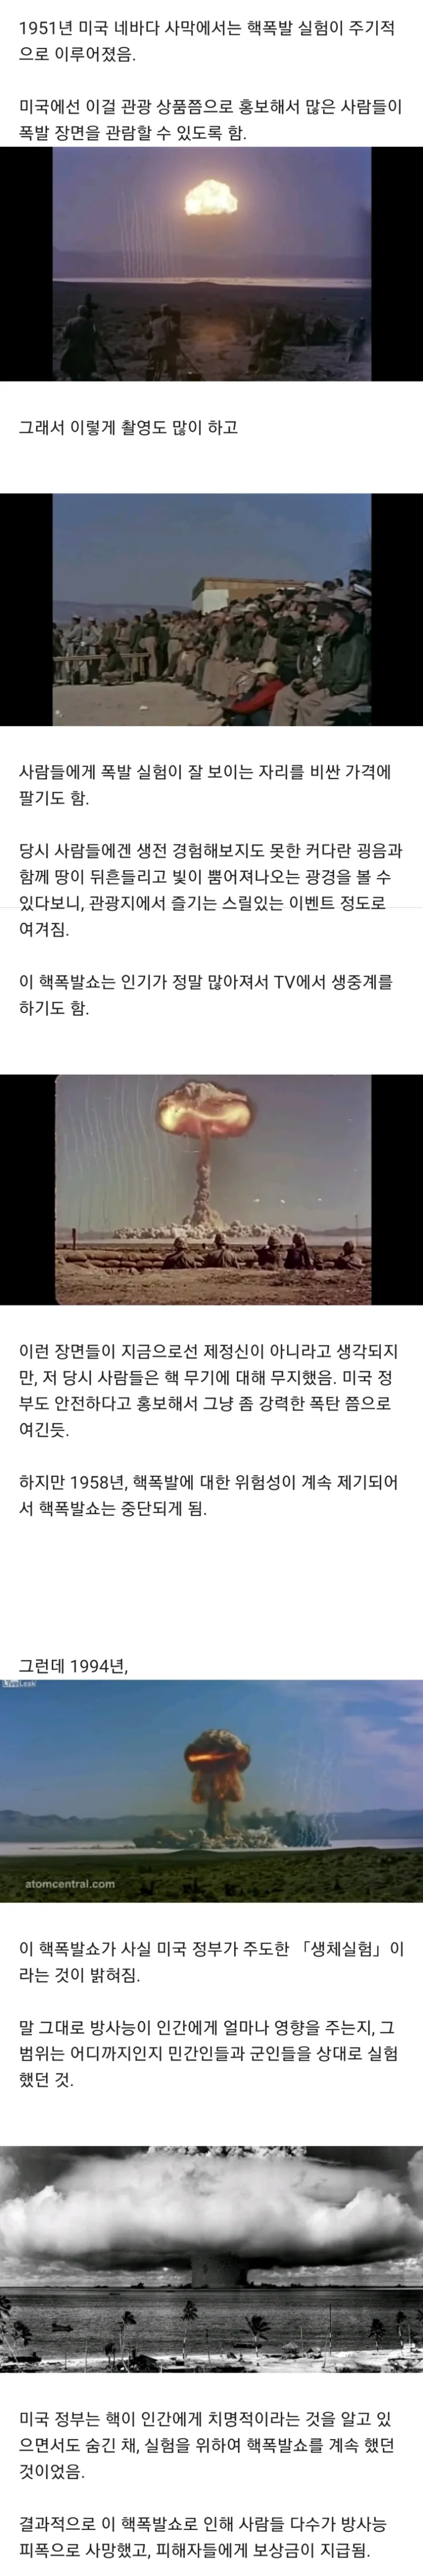 1951년 미국 네바다 사막에서는 핵폭발 실험이 주기적
으로 이루어졌음.
미국에선 이걸 관광 상품쯤으로 홍보해서 많은 사람들이
폭발 장면을 관람할 수 있도록 함.
그래서 이렇게 촬영도 많이 하고
사람들에게 폭발 실험이 잘 보이는 자리를 비싼 가격에
팔기도 함.
당시 사람들에겐 생전 경험해보지도 못한 커다란 굉음과
함께 땅이 뒤흔들리고 빛이 뿜어져나오는 광경을 볼 수
있다보니, 관광지에서 즐기는 스릴있는 이벤트 정도로
여겨짐.
이 핵폭발쇼는 인기가 정말 많아져서 TV에서 생중계를
하기도 함.
이런 장면들이 지금으로선 제정신이 아니라고 생각되지
만, 저 당시 사람들은 핵 무기에 대해 무지했음. 미국 정
부도 안전하다고 홍보해서 그냥 좀 강력한 폭탄 쯤으로
여긴듯.
하지만 1958년, 핵폭발에 대한 위험성이 계속 제기되어
서 핵폭발쇼는 중단되게 됨.
그런데 1994년,
LiveLeak
atomcentral.com
이 핵폭발쇼가 사실 미국 정부가 주도한 「생체실험」이
라는 것이 밝혀짐.
말 그대로 방사능이 인간에게 얼마나 영향을 주는지, 그
범위는 어디까지인지 민간인들과 군인들을 상대로 실험
했던 것.
미국 정부는 핵이 인간에게 치명적이라는 것을 알고 있
으면서도 숨긴 채, 실험을 위하여 핵폭발쇼를 계속 했던
것이었음.
결과적으로 이 핵폭발쇼로 인해 사람들 다수가 방사능
피폭으로 사망했고, 피해자들에게 보상금이 지급됨.